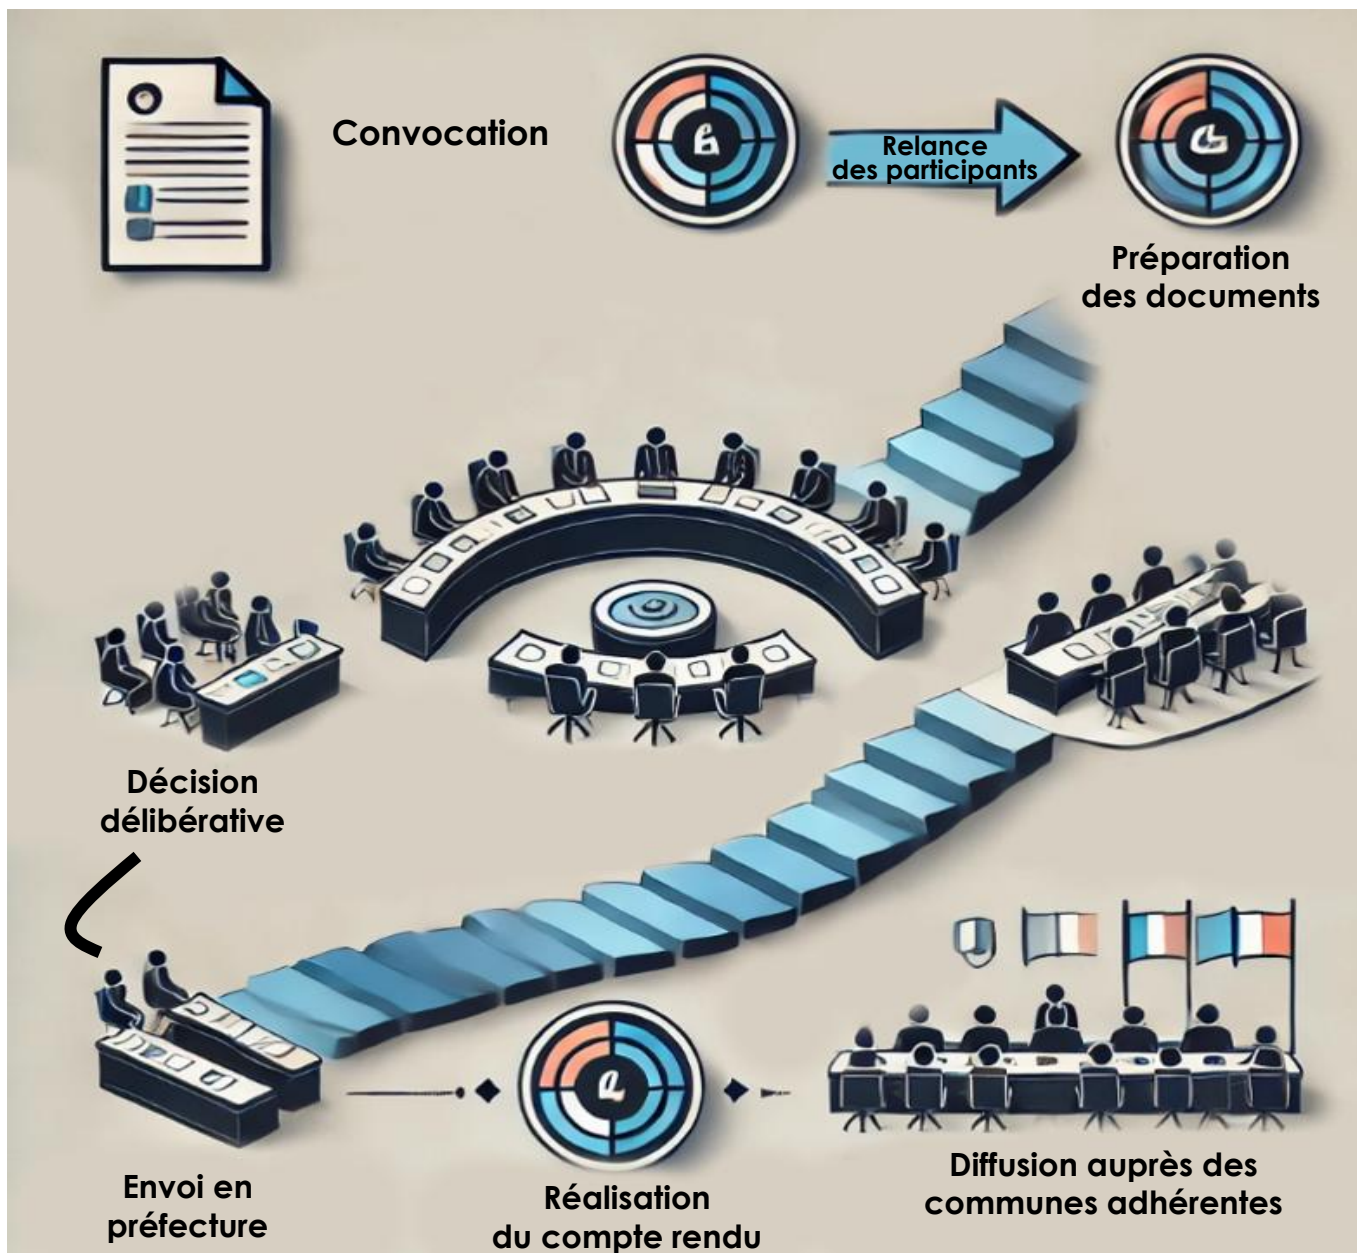 Convocation
Relance
des participants
Préparation
des documents
Décision
délibérative
Envoi en
préfecture
Réalisation
du compte rendu
Diffusion auprès des
communes adhérentes